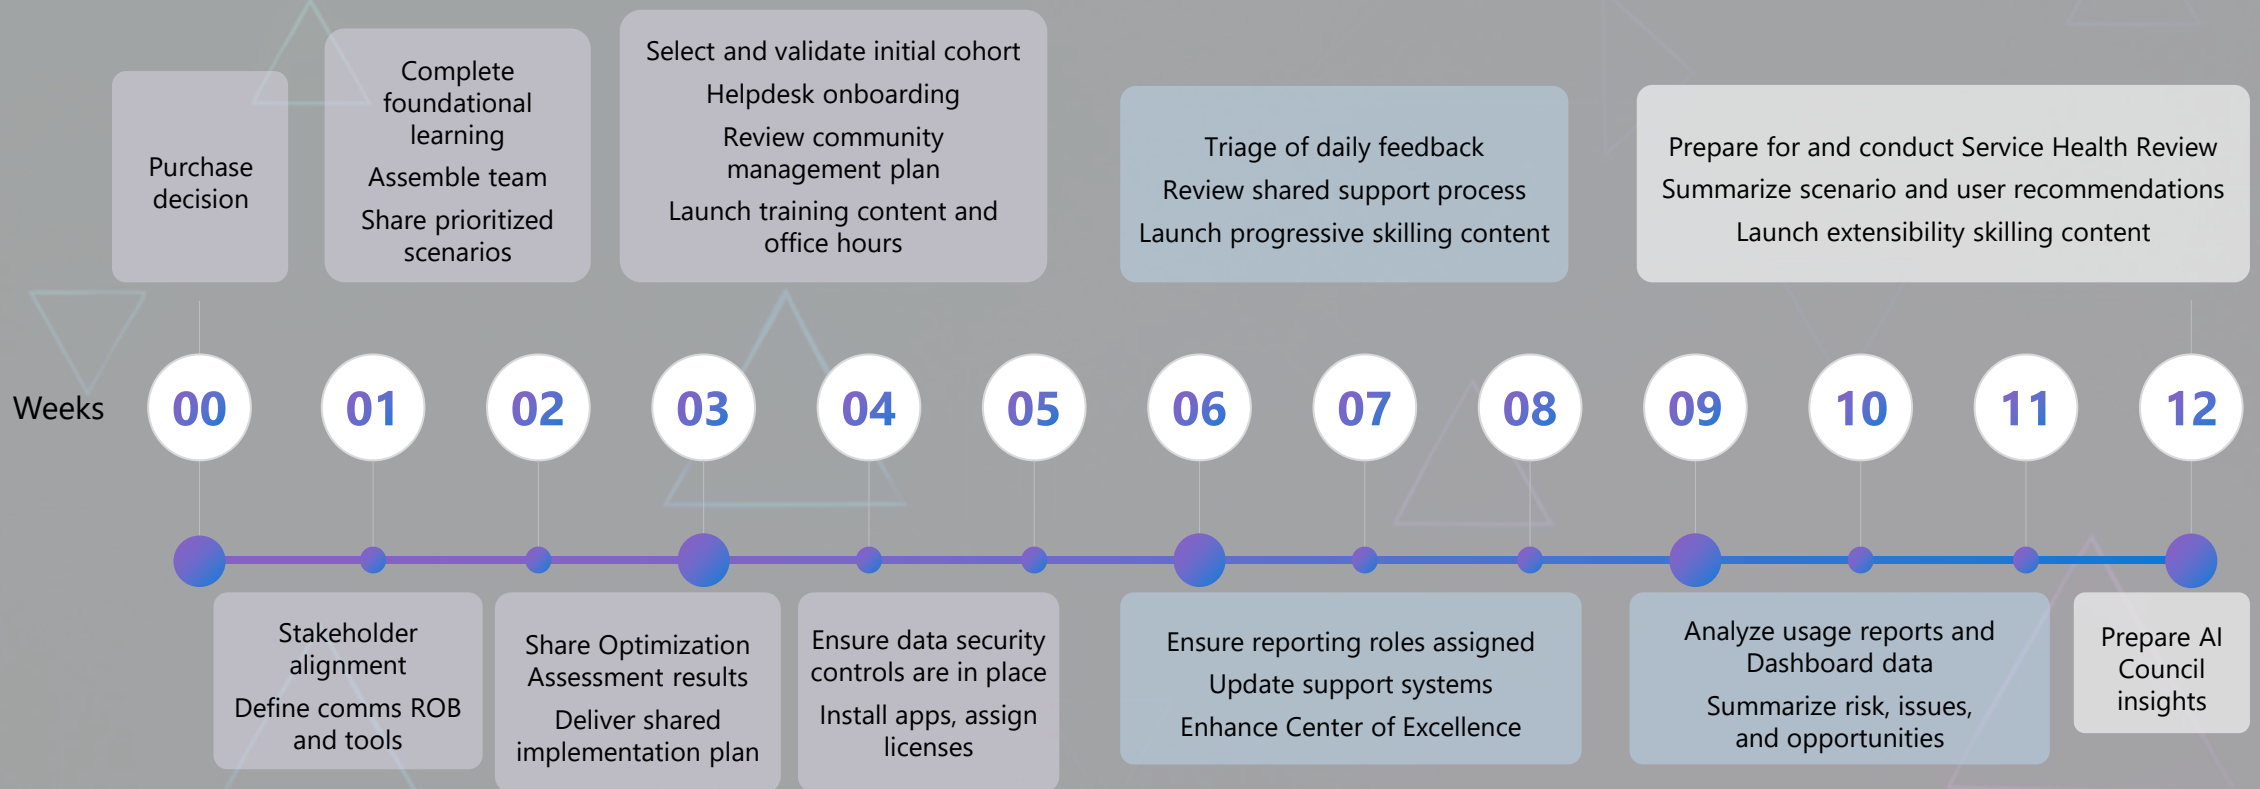 Purchase
decision
Complete
foundational
learning
Assemble team
Share prioritized
scenarios
Select and validate initial cohort
Helpdesk onboarding
Review community
management plan
Launch training content and
office hours
Triage of daily feedback
Review shared support process
Launch progressive skilling content
Prepare for and conduct Service Health Review
Summarize scenario and user recommendations
Launch extensibility skilling content
Weeks
00
01
02
03
04
05
06
07
08
09
10
11
12
Stakeholder
alignment
Define comms ROB
and tools
Share Optimization
Assessment results
Deliver shared
implementation plan
Ensure data security
controls are in place
Install apps, assign
licenses
Ensure reporting roles assigned
Update support systems
Enhance Center of Excellence
Analyze usage reports and
Dashboard data
Summarize risk, issues,
and opportunities
Prepare AI
Council
insights